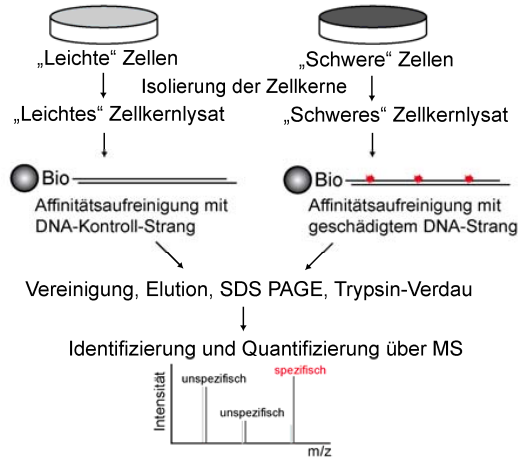 „Leichte“ Zellen
„Schwere“ Zellen
Isolierung der Zellkerne
„Leichtes“ Zellkernlysat
„Schweres“ Zellkernlysat
Bio
Bio
Affinitätsaufreinigung mit
DNA-Kontroll-Strang
Affinitätsaufreinigung mit
geschädigtem DNA-Strang
Vereinigung, Elution, SDS PAGE, Trypsin-Verdau
Identifizierung und Quantifizierung über MS
Intensität
unspezifisch
unspezifisch
spezifisch
m/z